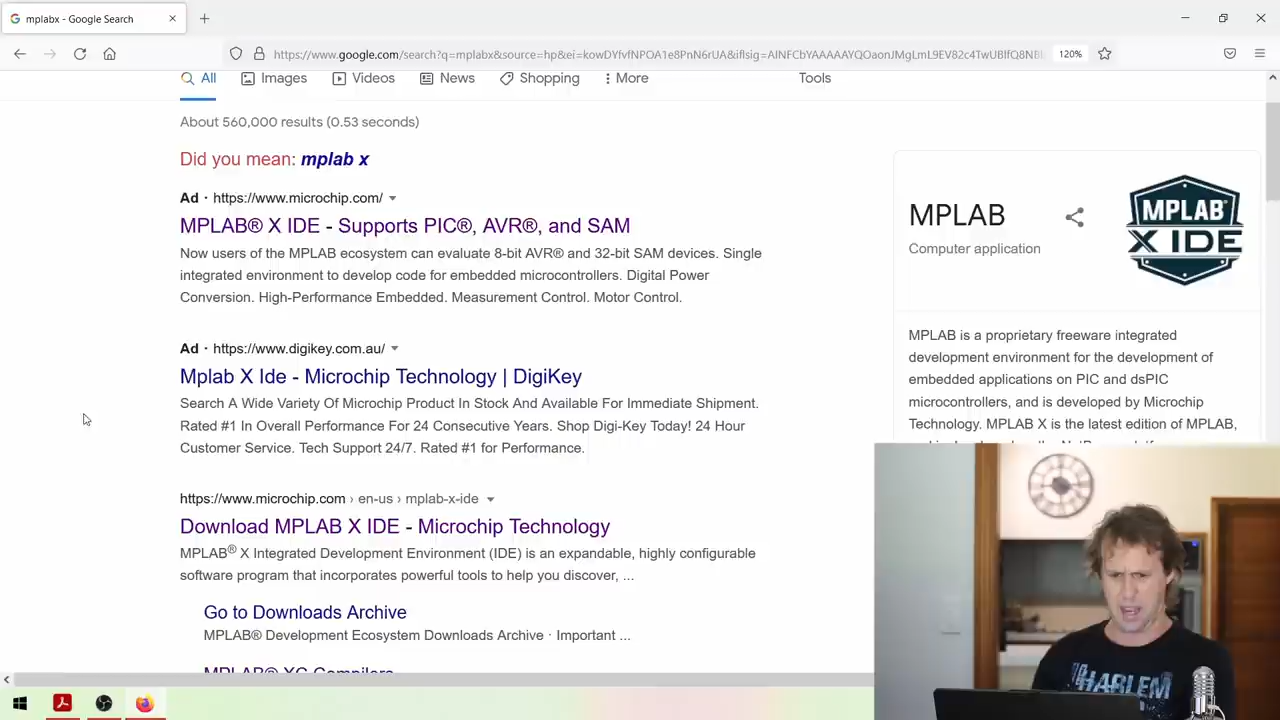 mplabx - Google Search
https://www.google.com/search?q=mplabx&source=hp&ei=kowDYfvfNPOA1e8PnN6rUA&iflsig=AINFCbYAAAAAYQOaonJMgLmL9EV82c4TwUBlfQ8NBL
120%
All
Images
Videos
News
Shopping
More
Tools
About 560,000 results (0.53 seconds)
Did you mean: mplab x
Ad · https://www.microchip.com/
MPLAB® X IDE - Supports PIC®, AVR®, and SAM
Now users of the MPLAB ecosystem can evaluate 8-bit AVR® and 32-bit SAM devices. Single
integrated environment to develop code for embedded microcontrollers. Digital Power
Conversion. High-Performance Embedded. Measurement Control. Motor Control.
Ad · https://www.digikey.com.au/
Mplab X Ide - Microchip Technology | DigiKey
Search A Wide Variety Of Microchip Product In Stock And Available For Immediate Shipment.
Rated #1 In Overall Performance For 24 Consecutive Years. Shop Digi-Key Today! 24 Hour
Customer Service. Tech Support 24/7. Rated #1 for Performance.
https://www.microchip.com › en-us › mplab-x-ide
Download MPLAB X IDE - Microchip Technology
MPLAB® X Integrated Development Environment (IDE) is an expandable, highly configurable
software program that incorporates powerful tools to help you discover, ...
Go to Downloads Archive
MPLAB® Development Ecosystem Downloads Archive · Important ...
MPLAB® XC Compilers
MPLAB
Computer application
MPLAB®
X IDE
MPLAB is a proprietary freeware integrated
development environment for the development of
embedded applications on PIC and dsPIC
microcontrollers, and is developed by Microchip
Technology. MPLAB X is the latest edition of MPLAB,
HARLEM